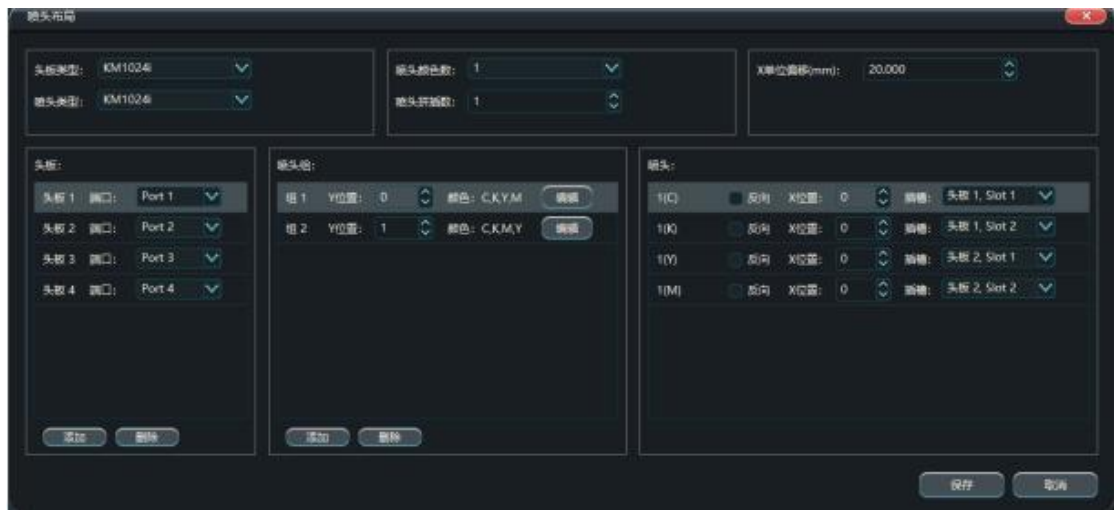 喷头布局
头板类型: KM1024i
喷头颜色数: 1
X单位偏移(mm): 20.000
喷头类型: KM1024i
喷头拼插数: 1
头板:
头板 1 端口: Port 1
头板 2 端口: Port 2
头板 3 端口: Port 3
头板 4 端口: Port 4
添加 删除
喷头组:
组 1 Y位置: 0 颜色: C,K,Y,M 编辑
组 2 Y位置: 1 颜色: C,K,M,Y 编辑
添加 删除
喷头:
1(C) 反向 X位置: 0 插槽: 头板 1, Slot 1
1(K) 反向 X位置: 0 插槽: 头板 1, Slot 2
1(Y) 反向 X位置: 0 插槽: 头板 2, Slot 1
1(M) 反向 X位置: 0 插槽: 头板 2, Slot 2
保存 取消